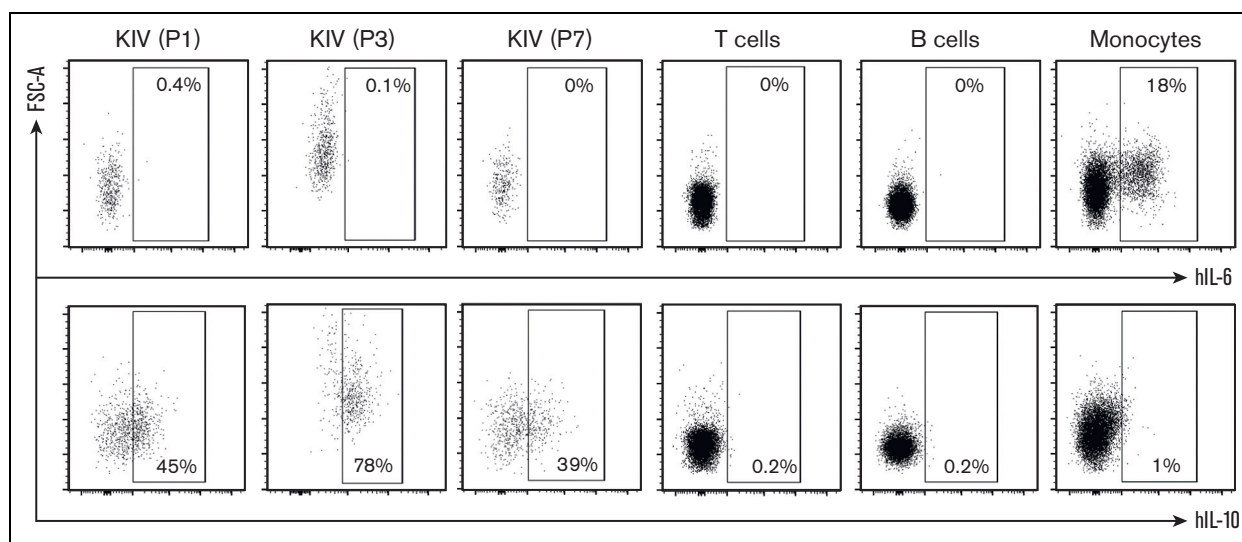 KIV (P1) KIV (P3) KIV (P7) T cells B cells Monocytes
FSC-A
0.4% 0.1% 0% 0% 0% 18%
hIL-6
45% 78% 39% 0.2% 0.2% 1%
hIL-10